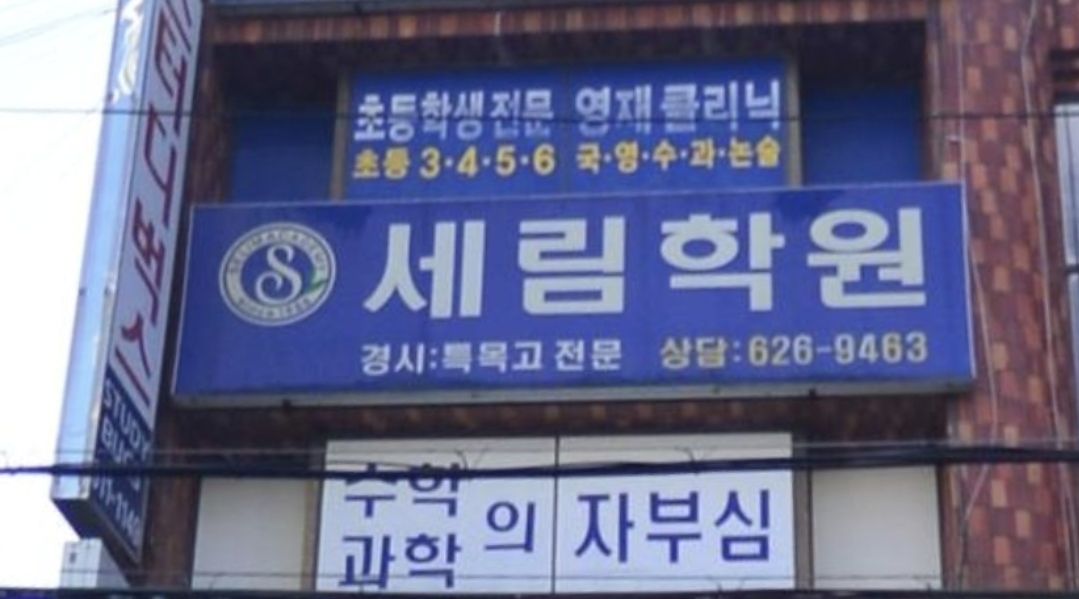 초등학생 전문 영재 클리닉
초등 3·4·5·6 국·영·수·과·논술
세림학원
경시:특목고 전문 상담:626-9463
수학
과학
의 자부심
STUDY